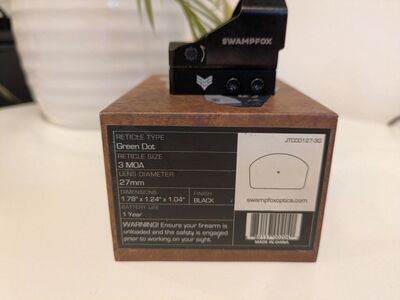 SWAMPFOX
RETICLE TYPE
Green Dot
RETICLE SIZE
3 MOA
LENS DIAMETER
27mm
DIMENSIONS
1.78" x 1.24" x 1.04"
FINISH
BLACK
BATTERY LIFE
1 Year
WARNING! Ensure your firearm is
unloaded and the safety is engaged
prior to working on your sight.
JTC00127-3G
swampfoxoptics.com
MADE IN CHINA